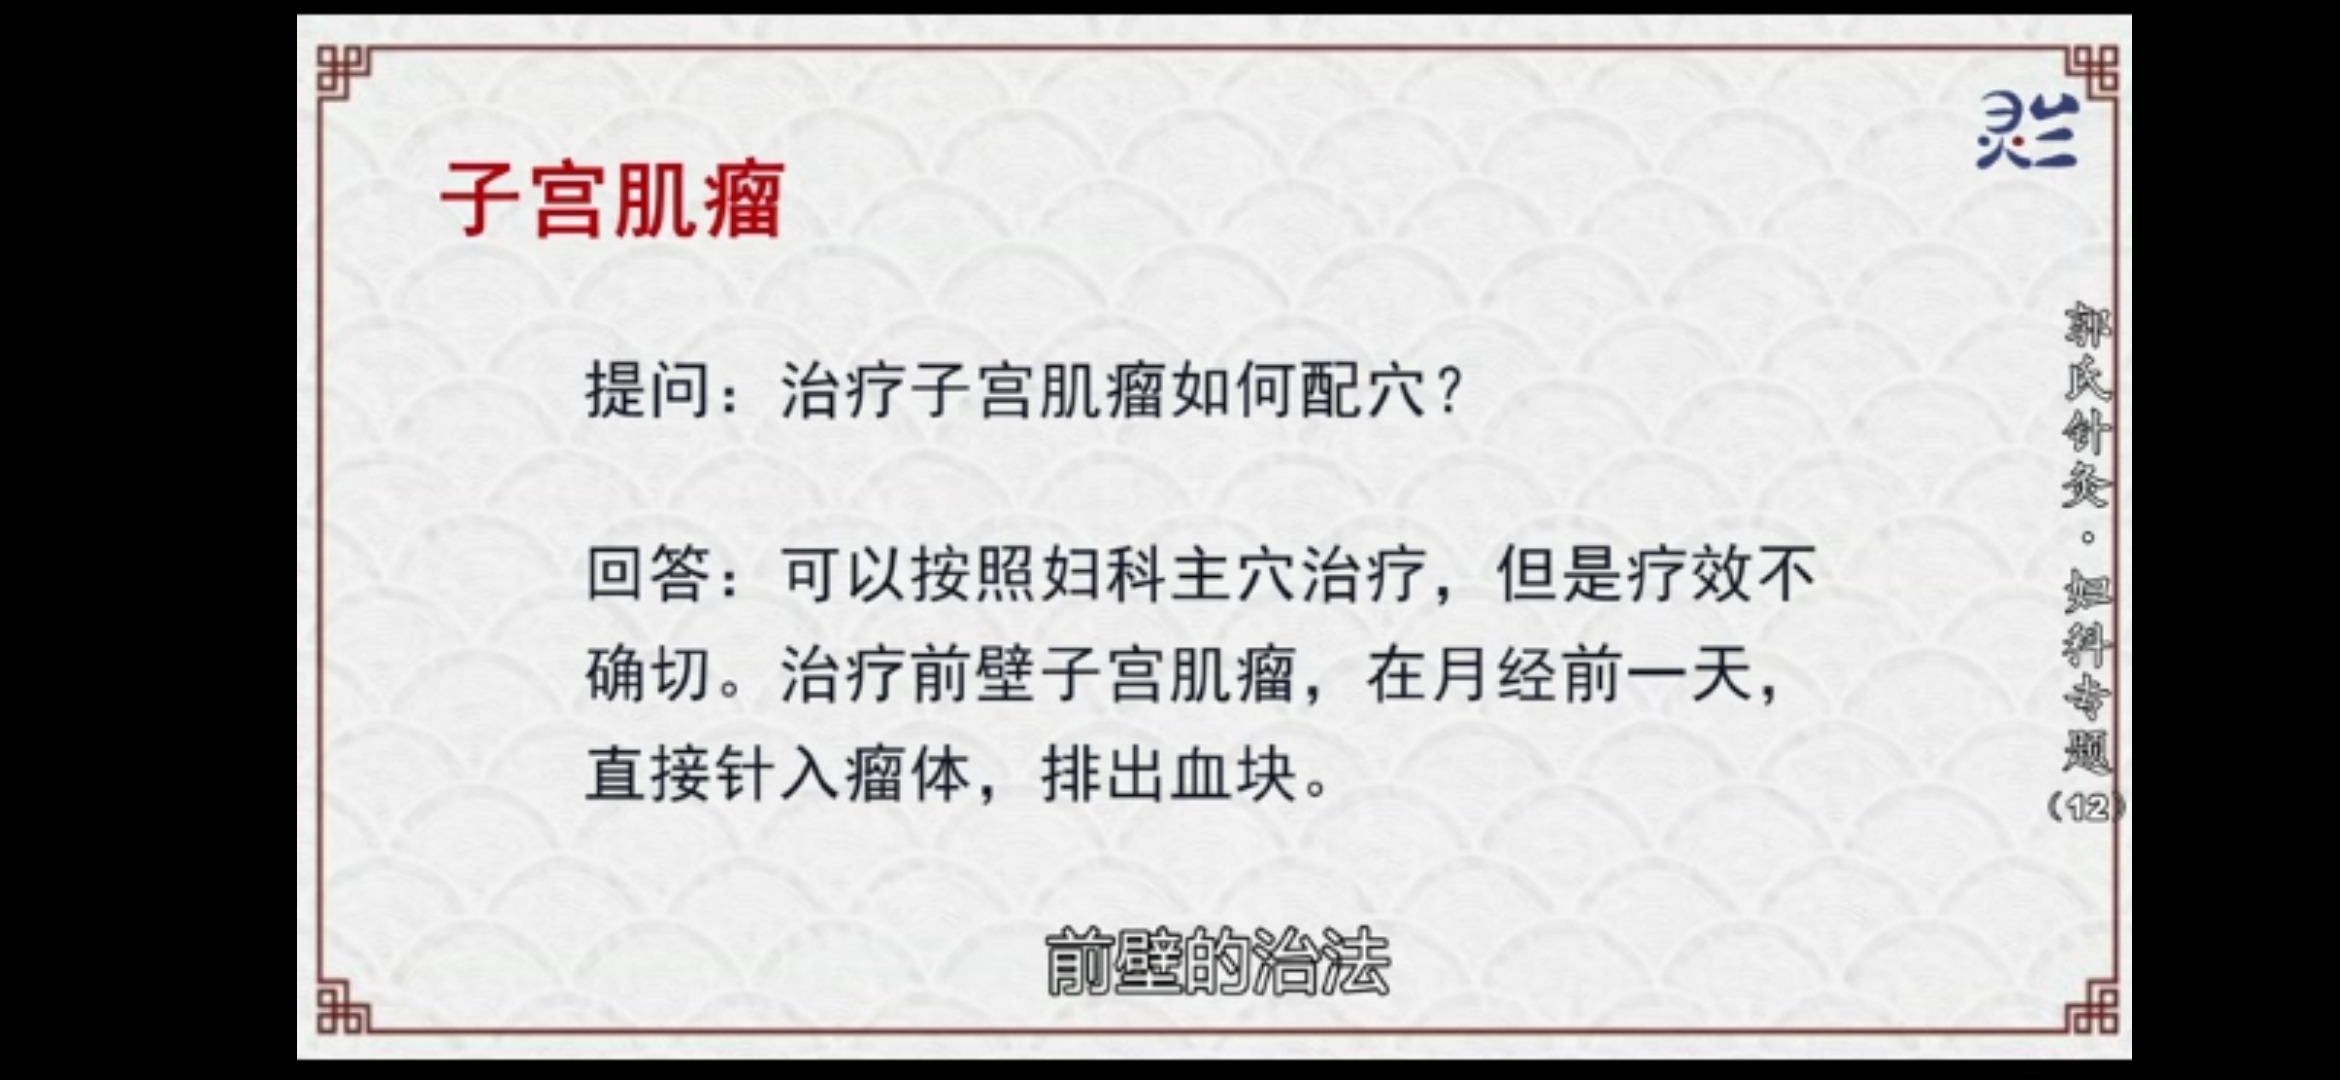 子宫肌瘤
提问：治疗子宫肌瘤如何配穴？
回答：可以按照妇科主穴治疗，但是疗效不
确切。治疗前壁子宫肌瘤，在月经前一天，
直接针入瘤体，排出血块。
前壁的治法
灵兰
郭氏针灸·妇科专题（12）